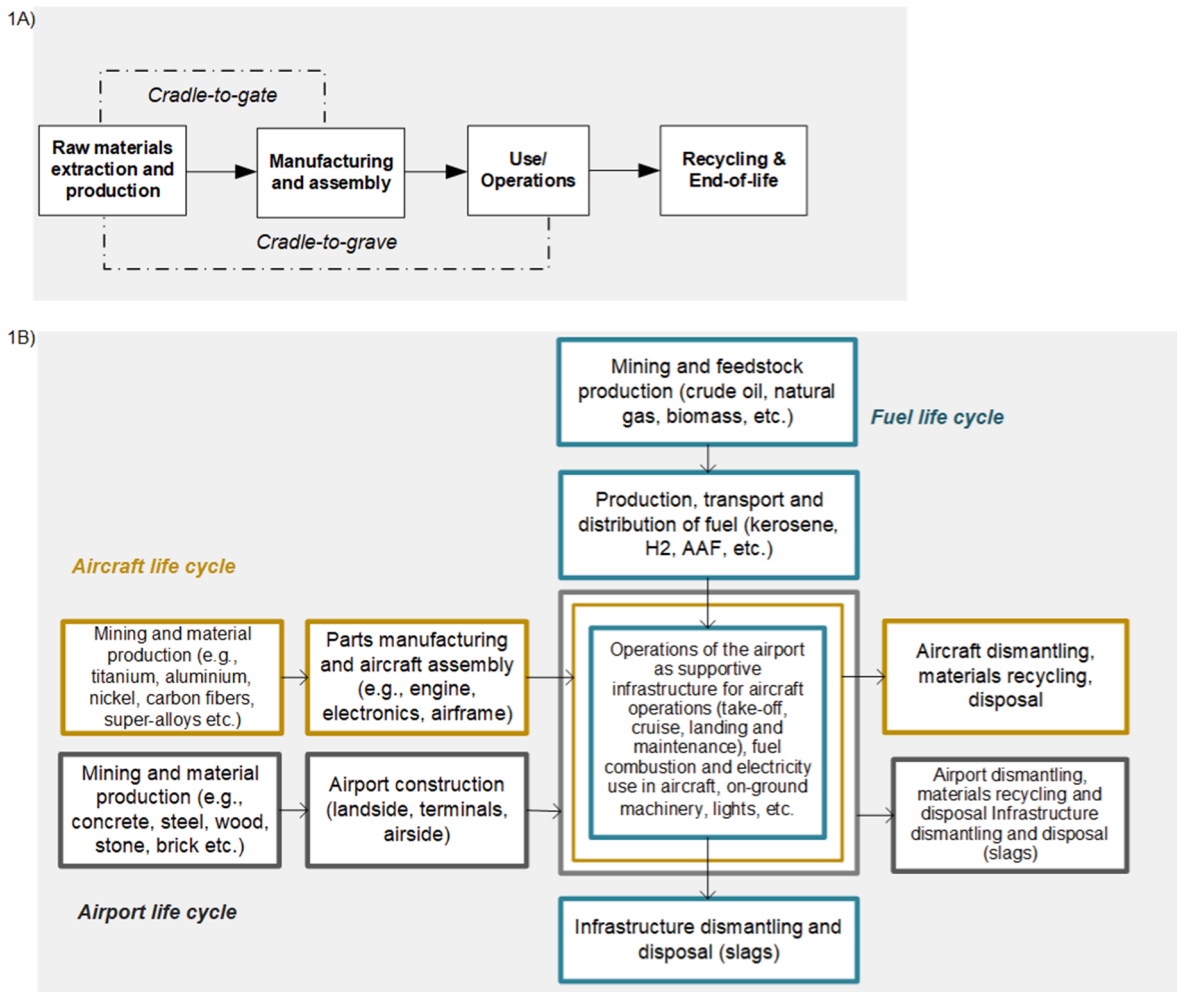 1A)
Cradle-to-gate
Raw materials
extraction and
production
Manufacturing
and assembly
Use/
Operations
Recycling &
End-of-life
Cradle-to-grave
1B)
Mining and feedstock
production (crude oil, natural
gas, biomass, etc.)
Fuel life cycle
Production, transport and
distribution of fuel (kerosene,
H2, AAF, etc.)
Aircraft life cycle
Mining and material
production (e.g.,
titanium, aluminium,
nickel, carbon fibers,
super-alloys etc.)
Parts manufacturing
and aircraft assembly
(e.g., engine,
electronics, airframe)
Operations of the airport
as supportive
infrastructure for aircraft
operations (take-off,
cruise, landing and
maintenance), fuel
combustion and electricity
use in aircraft, on-ground
machinery, lights, etc.
Aircraft dismantling,
materials recycling,
disposal
Mining and material
production (e.g.,
concrete, steel, wood,
stone, brick etc.)
Airport construction
(landside, terminals,
airside)
Airport dismantling,
materials recycling and
disposal Infrastructure
dismantling and disposal
(slags)
Airport life cycle
Infrastructure dismantling and
disposal (slags)